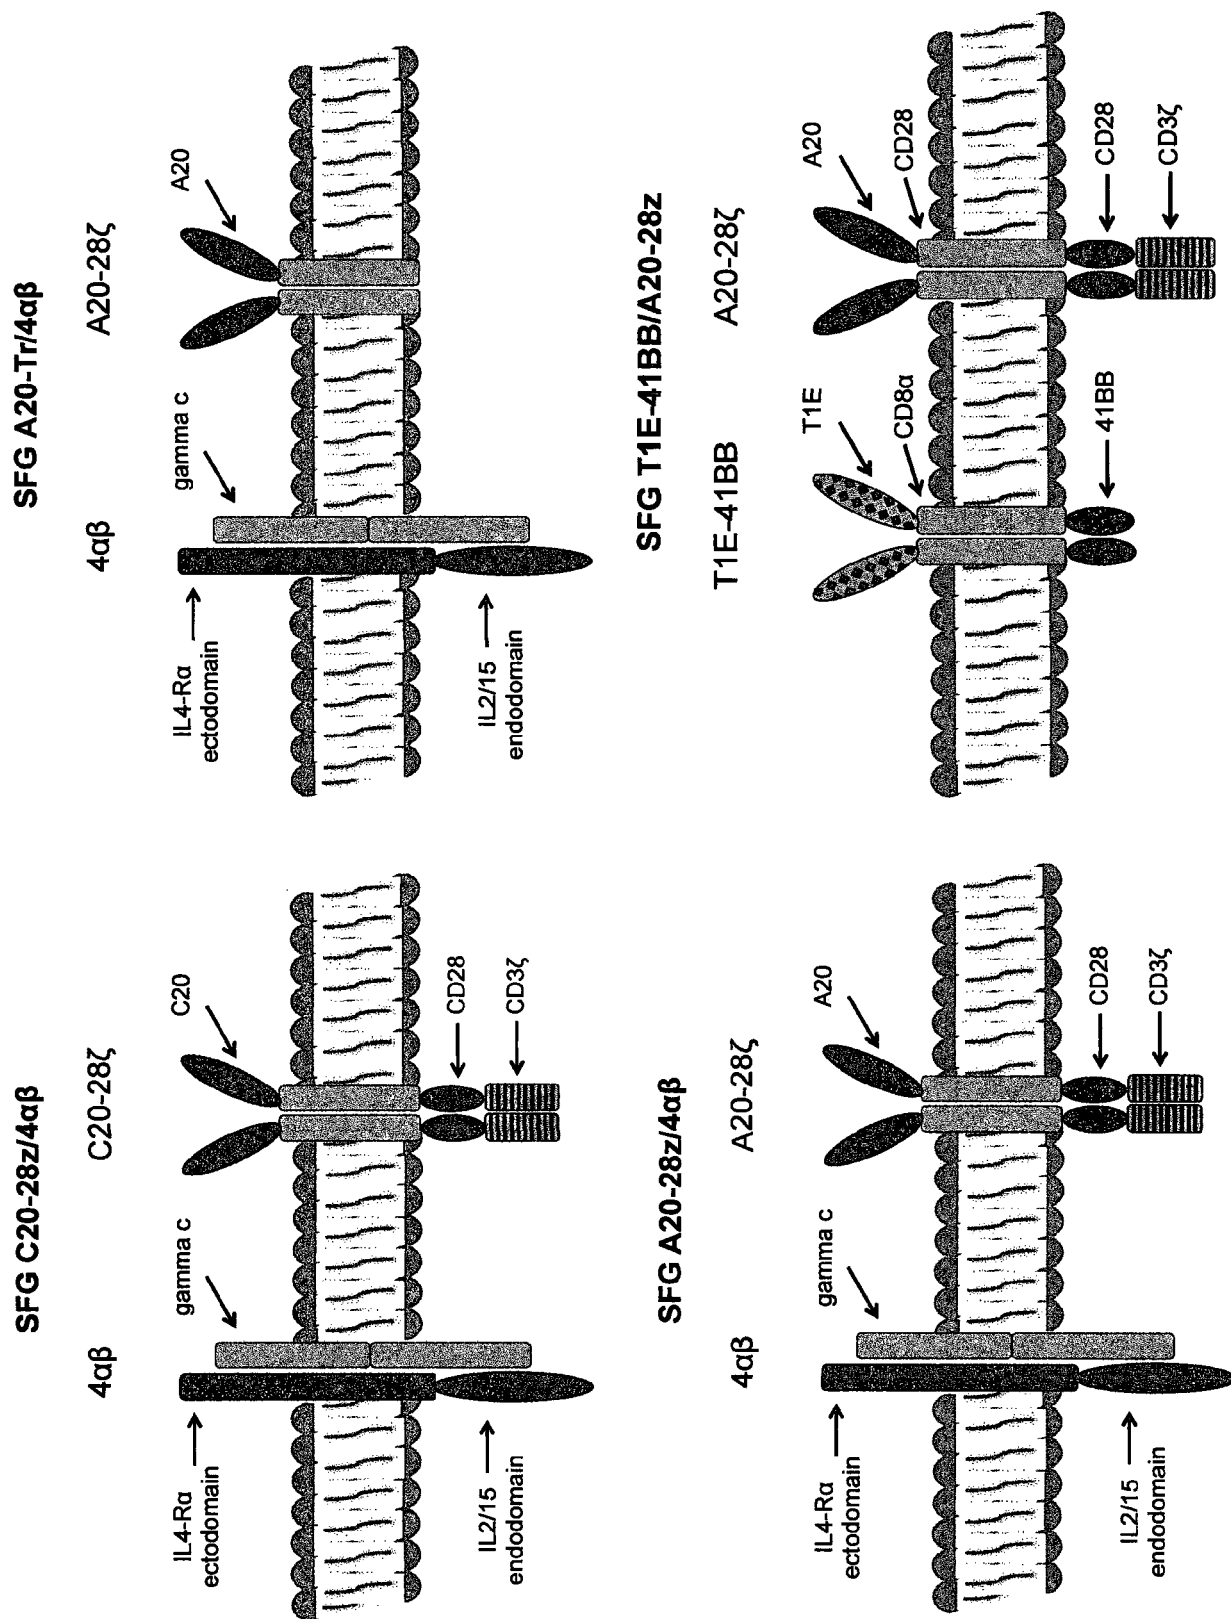 SFG C20-28z/4αβ
4αβ
C20-28ζ
gamma c
C20
IL4-Rα
ectodomain
IL2/15
endodomain
CD28
CD3ζ
SFG A20-Tr/4αβ
4αβ
A20-28ζ
gamma c
A20
IL4-Rα
ectodomain
IL2/15
endodomain
SFG A20-28z/4αβ
4αβ
A20-28ζ
gamma c
A20
IL4-Rα
ectodomain
IL2/15
endodomain
CD28
CD3ζ
SFG T1E-41BB/A20-28z
T1E-41BB
A20-28ζ
T1E
A20
CD8α
CD28
41BB
CD28
CD3ζ